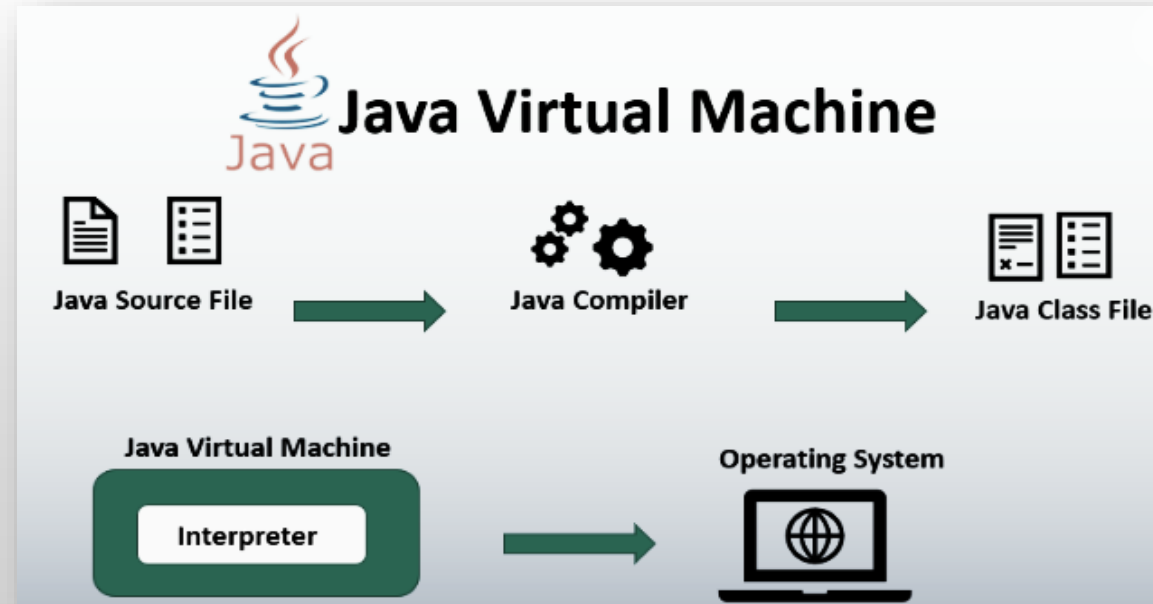 Java
Java Virtual Machine
Java Source File
Java Compiler
Java Class File
Java Virtual Machine
Interpreter
Operating System